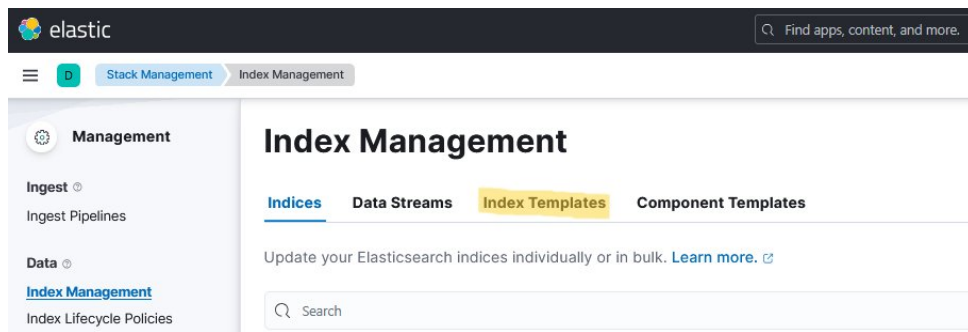 elastic
Find apps, content, and more.
D
Stack Management
Index Management
Management
Ingest
Ingest Pipelines
Data
Index Management
Index Lifecycle Policies
Index Management
Indices
Data Streams
Index Templates
Component Templates
Update your Elasticsearch indices individually or in bulk. Learn more.
Search